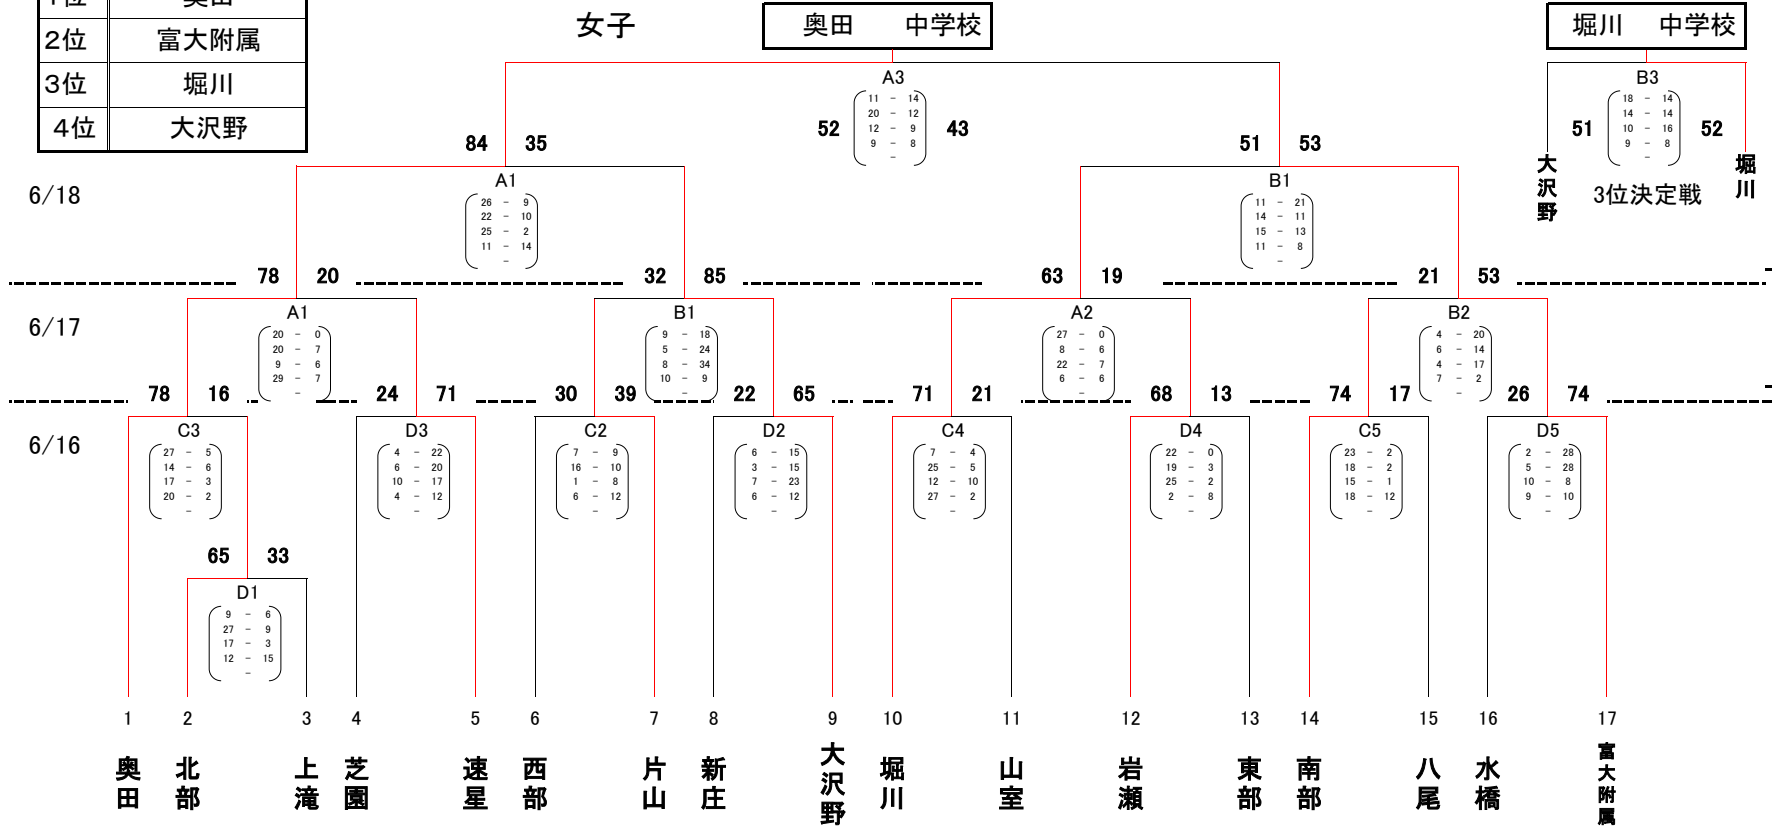 1位 奥田
2位 富大附属
3位 堀川
4位 大沢野
女子
奥田 中学校
堀川 中学校
A3
11 - 14
20 - 12
12 - 9
9 - 8
-
52 43
B3
18 - 14
14 - 14
10 - 16
9 - 8
-
51 52
大沢野
堀川
3位決定戦
84 35
51 53
6/18
A1
26 - 9
22 - 10
25 - 2
11 - 14
-
B1
11 - 21
14 - 11
15 - 13
11 - 8
-
78 20
32 85
63 19
21 53
6/17
A1
20 - 0
20 - 7
9 - 6
29 - 7
-
B1
9 - 18
5 - 24
8 - 34
10 - 9
-
A2
27 - 0
8 - 6
22 - 7
6 - 6
-
B2
4 - 20
6 - 14
4 - 17
7 - 2
-
78 16
24 71
30 39
22 65
71 21
68 13
74 17
26 74
6/16
C3
27 - 5
14 - 6
17 - 3
20 - 2
-
D3
4 - 22
6 - 20
10 - 17
4 - 12
-
C2
7 - 9
16 - 10
1 - 8
6 - 12
-
D2
6 - 15
3 - 15
7 - 23
6 - 12
-
C4
7 - 4
25 - 5
12 - 10
27 - 2
-
D4
22 - 0
19 - 3
25 - 2
2 - 8
-
C5
23 - 2
18 - 2
15 - 1
18 - 12
-
D5
2 - 28
5 - 28
10 - 8
9 - 10
-
65 33
D1
9 - 6
27 - 9
17 - 3
12 - 15
-
1 2 3 4 5 6 7 8 9 10 11 12 13 14 15 16 17
奥田
北部
上滝
芝園
速星
西部
片山
新庄
大沢野
堀川
山室
岩瀬
東部
南部
八尾
水橋
富大附属